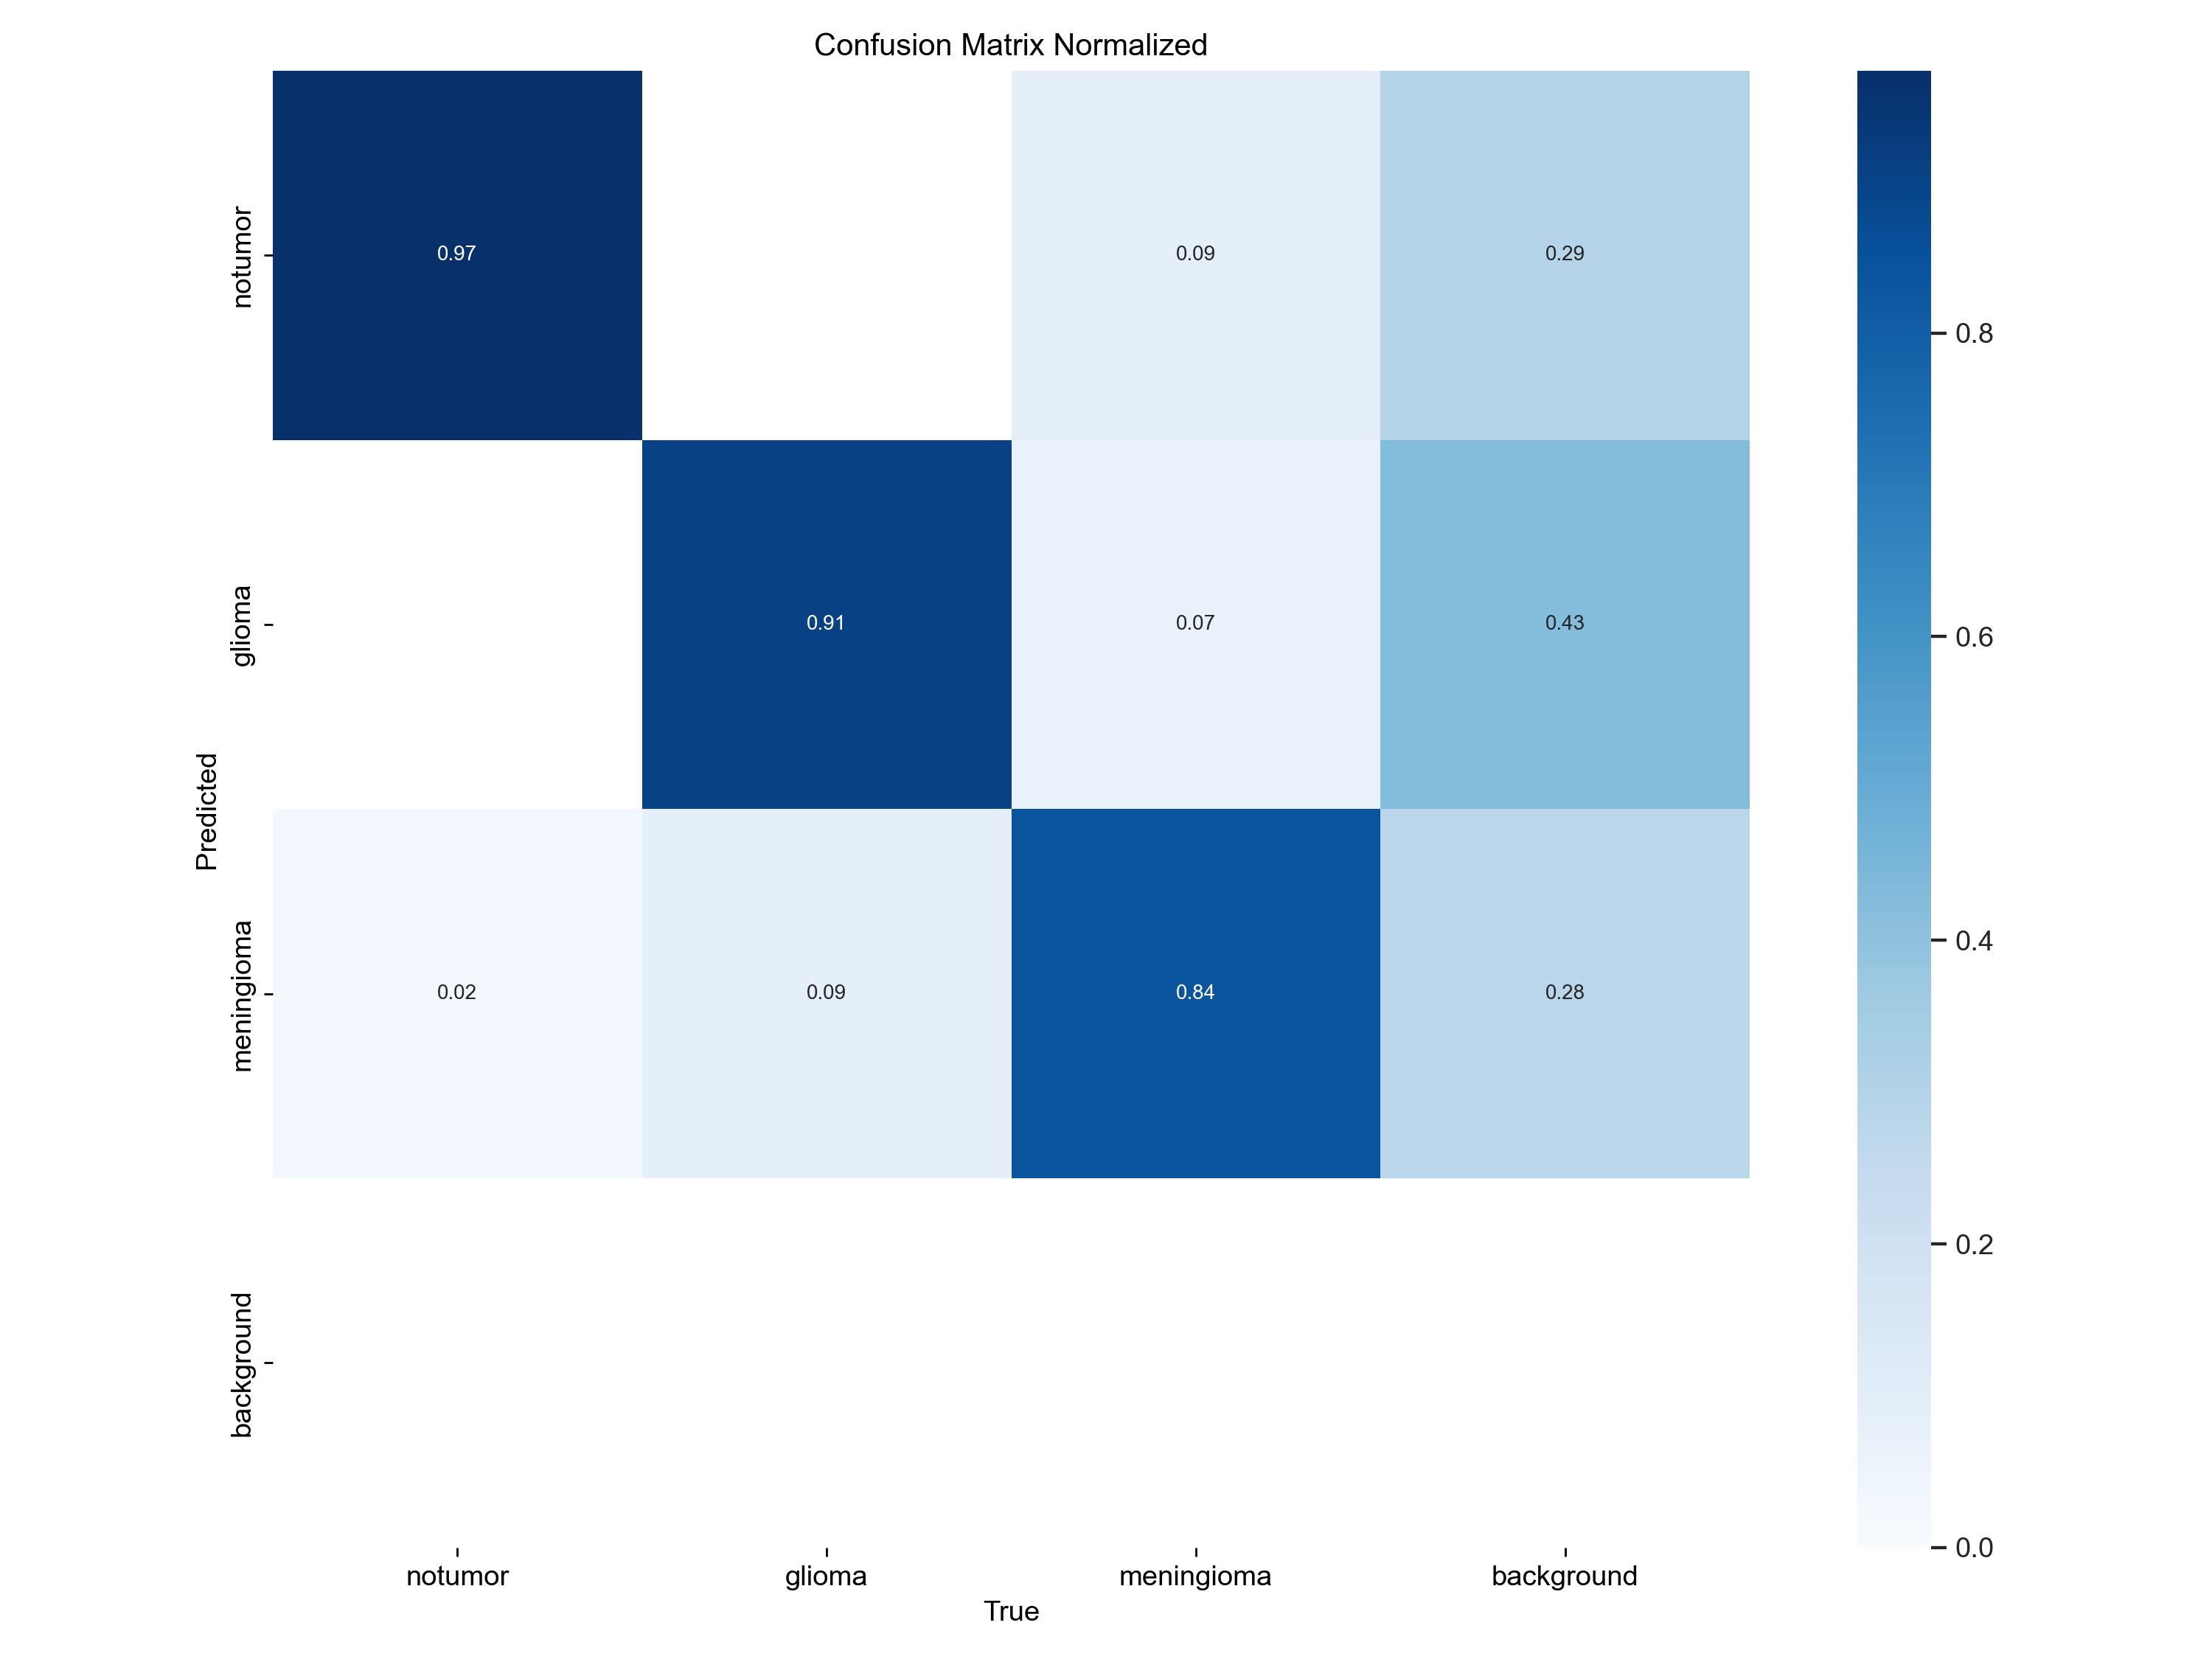 Confusion Matrix Normalized
notumor
0.97
0.09
0.29
glioma
0.91
0.07
0.43
meningioma
0.02
0.09
0.84
0.28
background
Predicted
notumor
glioma
meningioma
background
True
0.8
0.6
0.4
0.2
0.0